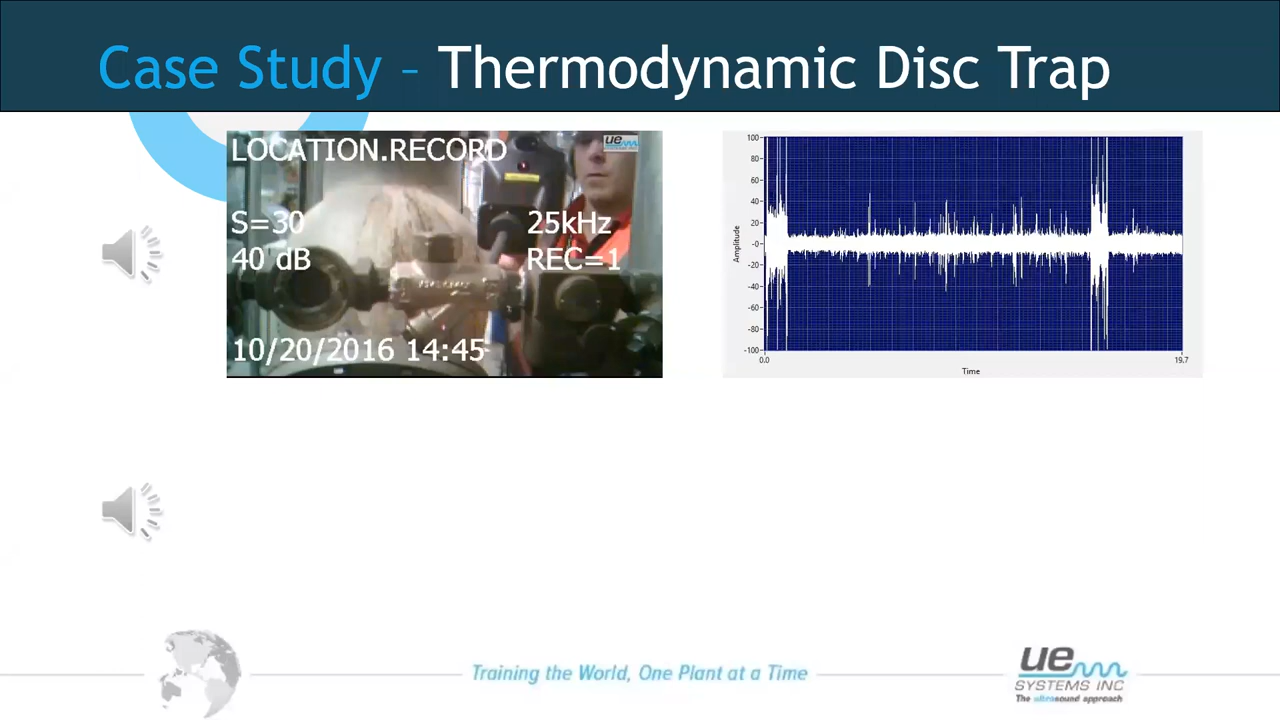 Case Study – Thermodynamic Disc Trap
LOCATION.RECORD
ue
S=30
25kHz
40 dB
REC=1
10/20/2016 14:45
100
80
60
40
20
-0
-20
-40
-60
-80
-100
Amplitude
0.0
19.7
Time
Training the World, One Plant at a Time
ue
SYSTEMS INC
The ultrasound approach